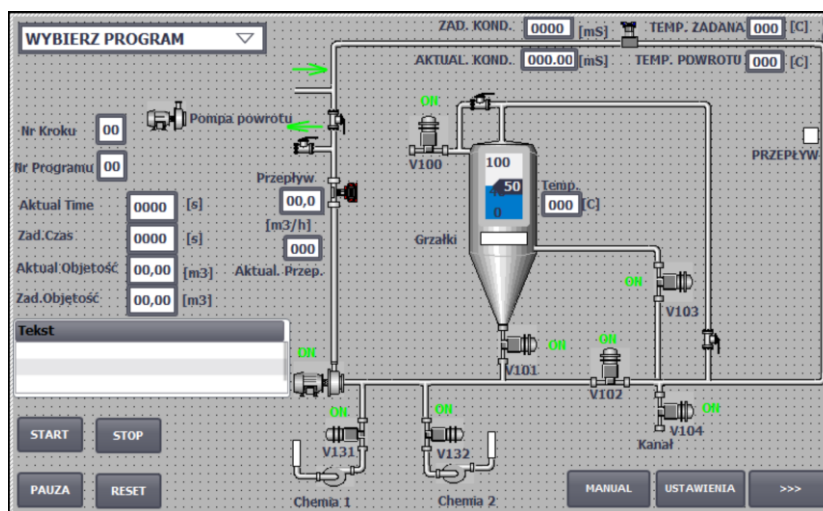 WYBIERZ PROGRAM
ZAD. KOND. 0000 [mS] TEMP. ZADANA 000 [C]
AKTUAL. KOND. 000.00 [mS] TEMP. POWROTU 000 [C]
ON
Pompa powrotu
Nr Kroku 00
V100
PRZEPŁYW
Nr Programu 00
100
50
0
Przepływ
00,0
[m3/h]
Temp.
000 [C]
Aktual Time 0000 [s]
Zad.Czas 0000 [s]
000
Aktual. Przep.
Grzałki
Aktual Objetość 00,00 [m3]
Zad.Objętość 00,00 [m3]
ON
V103
Tekst
ON
ON
V101
ON
V102
ON
V131
ON
V132
ON
V104
Kanał
START
STOP
PAUZA
RESET
Chemia 1
Chemia 2
MANUAL
USTAWIENIA
>>>